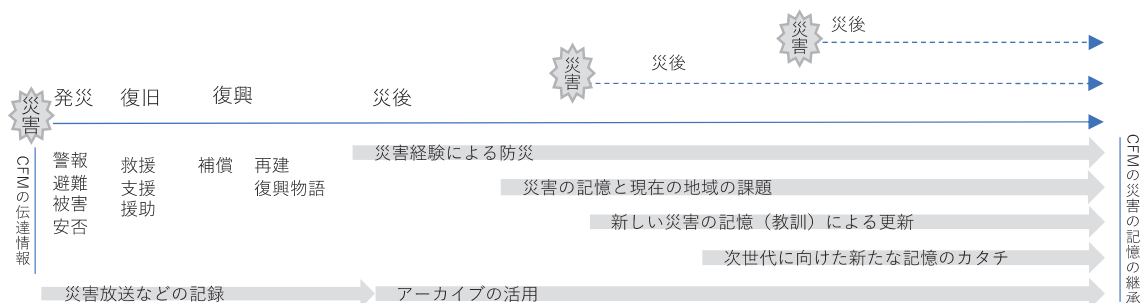 災害
災後
災害
災後
災害
発災
復旧
復興
災後
CFMの伝達情報
警報
避難
被害
安否
救援
支援
援助
補償
再建
復興物語
災害経験による防災
災害の記憶と現在の地域の課題
新しい災害の記憶（教訓）による更新
次世代に向けた新たな記憶のカタチ
災害放送などの記録
アーカイブの活用
CFMの災害の記憶の継承